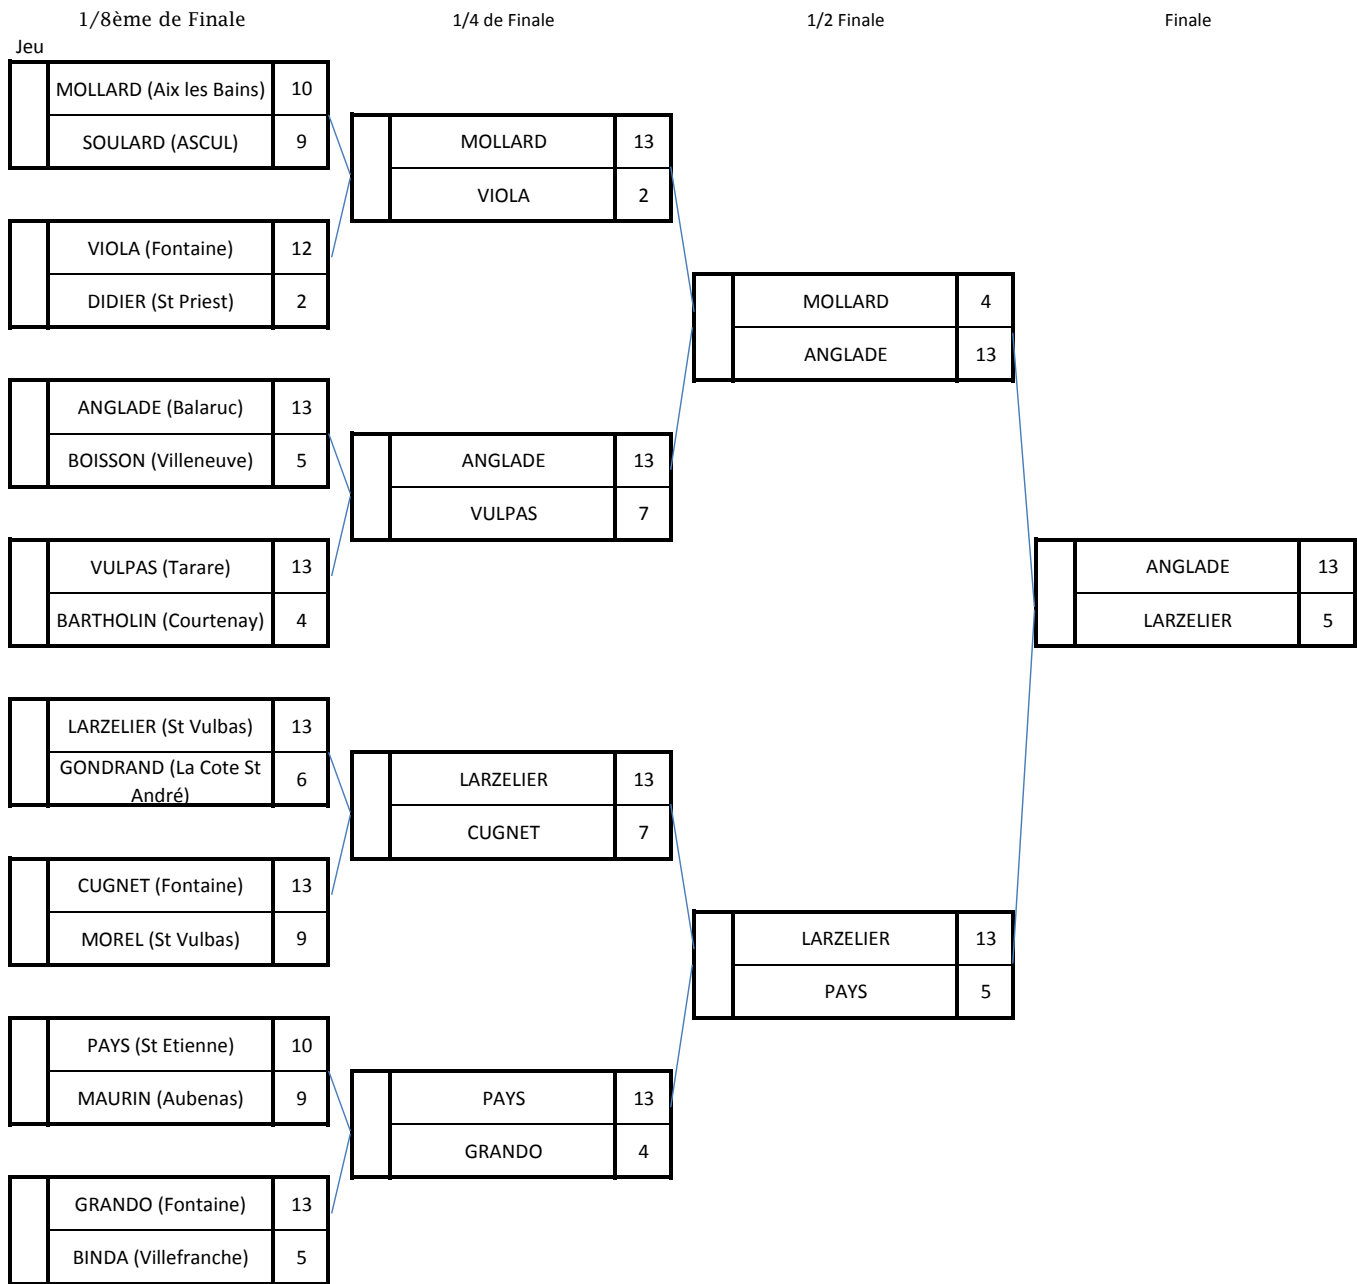 1/8ème de Finale
1/4 de Finale
1/2 Finale
Finale
Jeu
MOLLARD (Aix les Bains) 10
SOULARD (ASCUL) 9
VIOLA (Fontaine) 12
DIDIER (St Priest) 2
ANGLADE (Balaruc) 13
BOISSON (Villeneuve) 5
VULPAS (Tarare) 13
BARTHOLIN (Courtenay) 4
LARZELIER (St Vulbas) 13
GONDRAND (La Cote St
André) 6
CUGNET (Fontaine) 13
MOREL (St Vulbas) 9
PAYS (St Etienne) 10
MAURIN (Aubenas) 9
GRANDO (Fontaine) 13
BINDA (Villefranche) 5
MOLLARD 13
VIOLA 2
ANGLADE 13
VULPAS 7
LARZELIER 13
CUGNET 7
PAYS 13
GRANDO 4
MOLLARD 4
ANGLADE 13
LARZELIER 13
PAYS 5
ANGLADE 13
LARZELIER 5